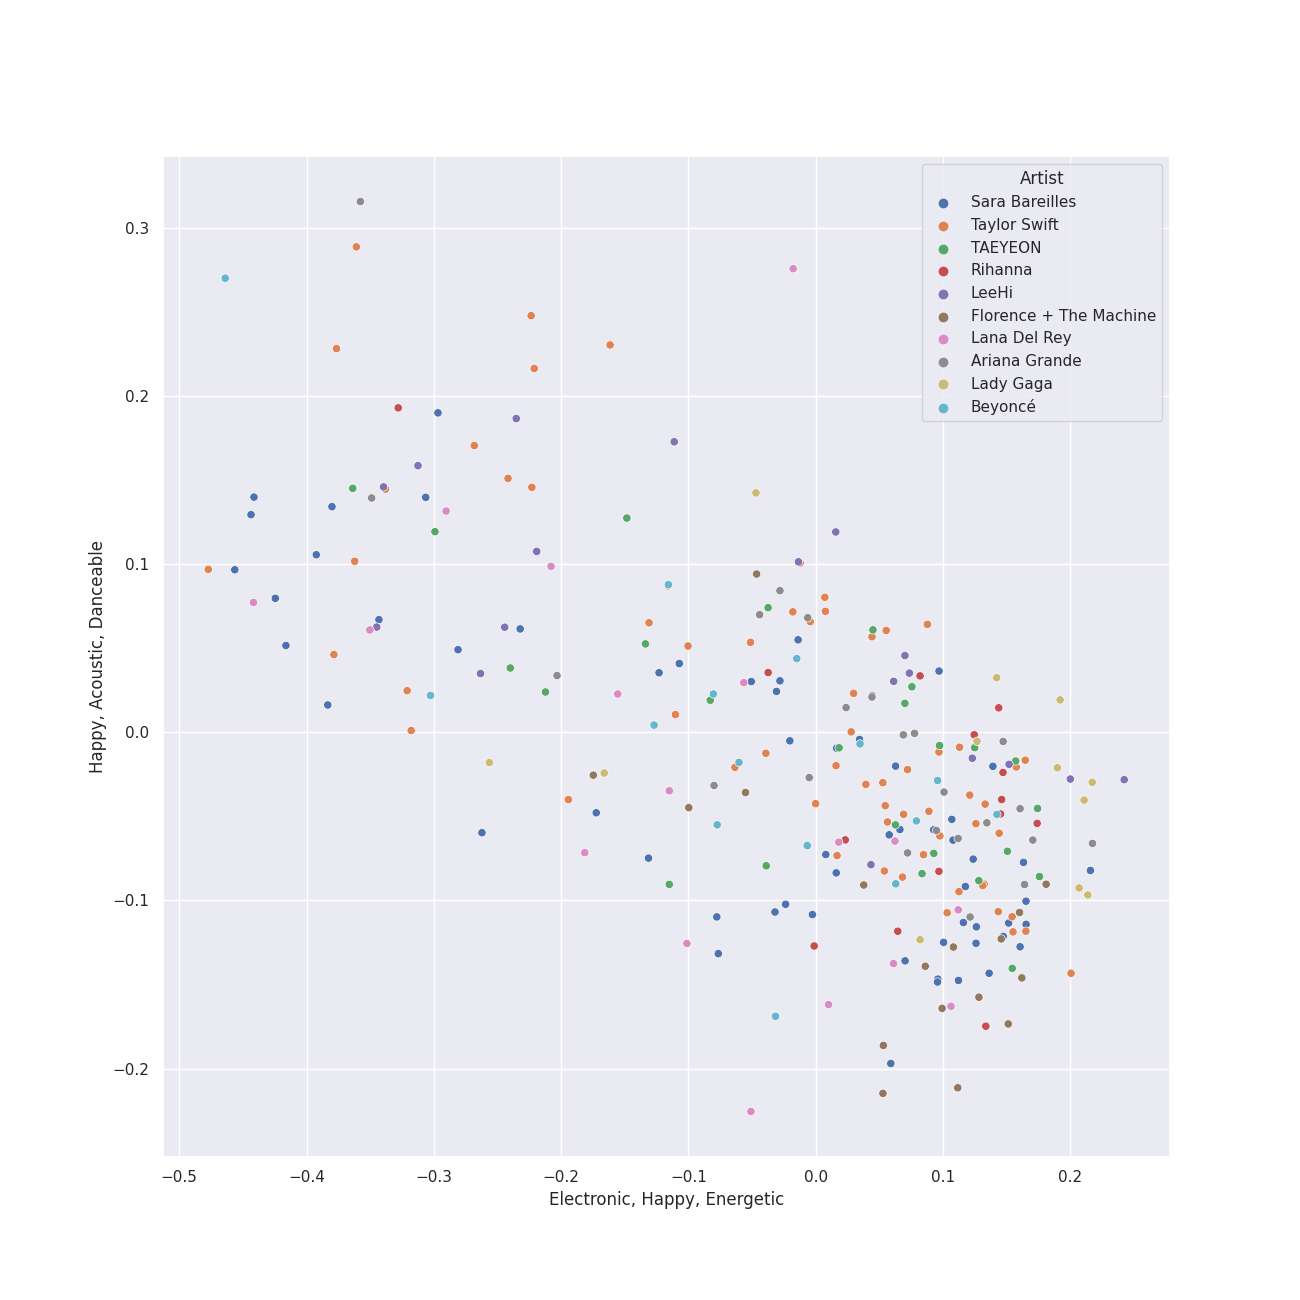 Artist
Sara Bareilles
Taylor Swift
TAEYEON
Rihanna
LeeHi
Florence + The Machine
Lana Del Rey
Ariana Grande
Lady Gaga
Beyoncé
0.3
0.2
0.1
0.0
−0.1
−0.2
Happy, Acoustic, Danceable
−0.5 −0.4 −0.3 −0.2 −0.1 0.0 0.1 0.2
Electronic, Happy, Energetic